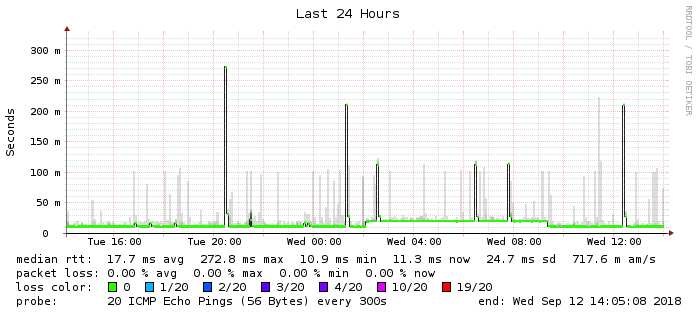 Last 24 Hours
RRDTOOL / TOBI OETIKER
Seconds
300 m
250 m
200 m
150 m
100 m
50 m
0
Tue 16:00 Tue 20:00 Wed 00:00 Wed 04:00 Wed 08:00 Wed 12:00
median rtt: 17.7 ms avg 272.8 ms max 10.9 ms min 11.3 ms now 24.7 ms sd 717.6 m am/s
packet loss: 0.00 % avg 0.00 % max 0.00 % min 0.00 % now
loss color: 0 1/20 2/20 3/20 4/20 10/20 19/20
probe: 20 ICMP Echo Pings (56 Bytes) every 300s end: Wed Sep 12 14:05:08 2018